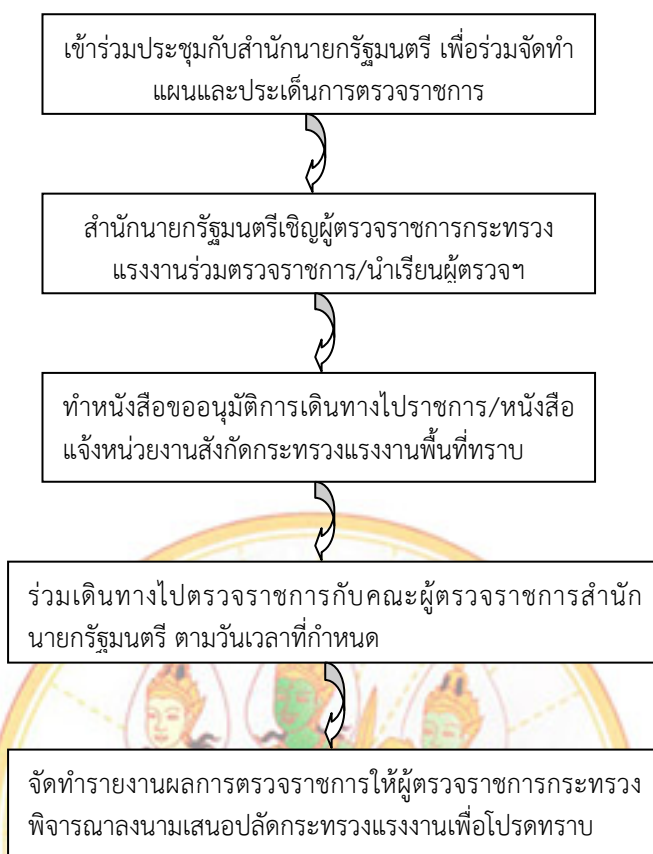 เข้าร่วมประชุมกับสำนักนายกรัฐมนตรี เพื่อร่วมจัดทำ
แผนและประเด็นการตรวจราชการ
สำนักนายกรัฐมนตรีเชิญผู้ตรวจราชการกระทรวง
แรงงานร่วมตรวจราชการ/นำเรียนผู้ตรวจฯ
ทำหนังสือขออนุมัติการเดินทางไปราชการ/หนังสือ
แจ้งหน่วยงานสังกัดกระทรวงแรงงานพื้นที่ทราบ
ร่วมเดินทางไปตรวจราชการกับคณะผู้ตรวจราชการสำนัก
นายกรัฐมนตรี ตามวันเวลาที่กำหนด
จัดทำรายงานผลการตรวจราชการให้ผู้ตรวจราชการกระทรวง
พิจารณาลงนามเสนอปลัดกระทรวงแรงงานเพื่อโปรดทราบ